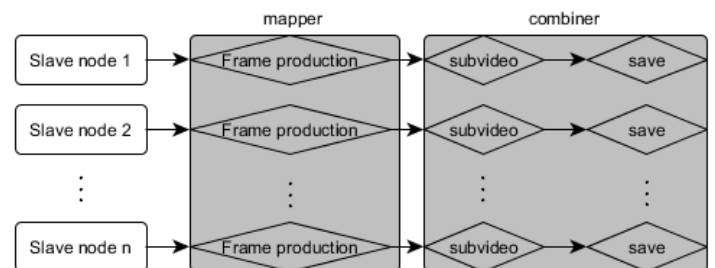 mapper combiner
Slave node 1 Frame production subvideo save
Slave node 2 Frame production subvideo save
Slave node n Frame production subvideo save